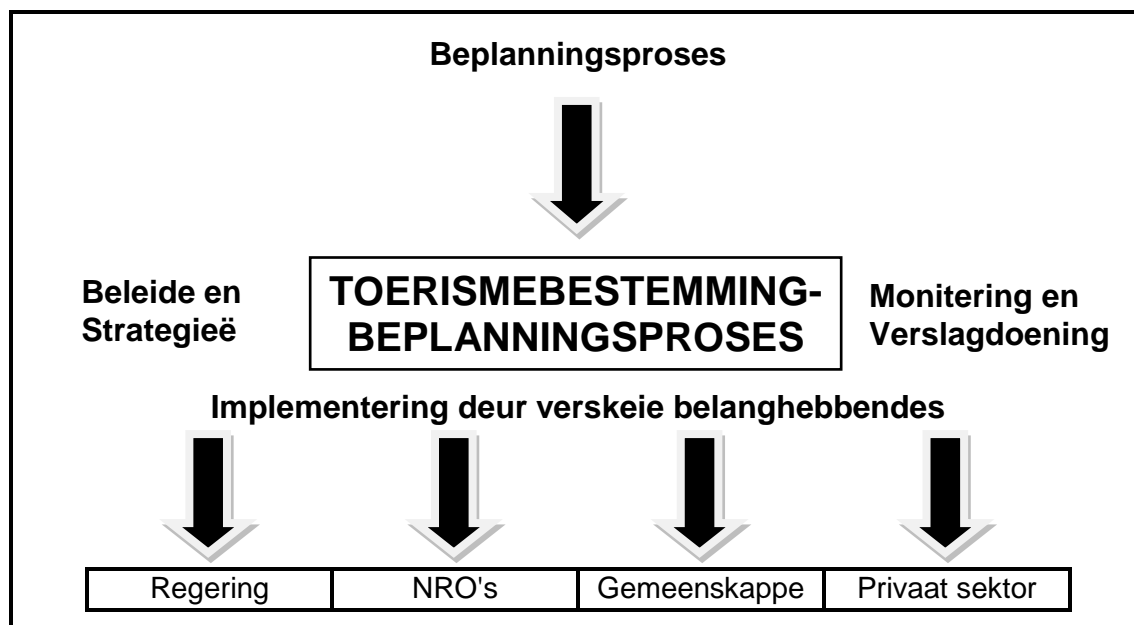 Beplanningsproses
Beleide en
Strategieë
TOERISMEBESTEMMING-
BEPLANNINGSPROSES
Monitering en
Verslagdoening
Implementering deur verskeie belanghebbendes
Regering
NRO's
Gemeenskappe
Privaat sektor